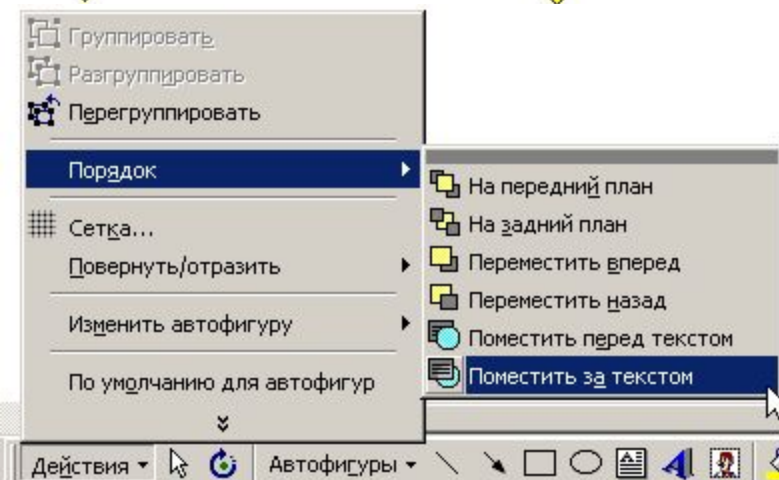 Группировать
Разгруппировать
Перегруппировать
Порядок
На передний план
Сетка...
На задний план
Повернуть/отразить
Переместить вперед
Переместить назад
Изменить автофигуру
Поместить перед текстом
По умолчанию для автофигур
Поместить за текстом
Действия
Автофигуры